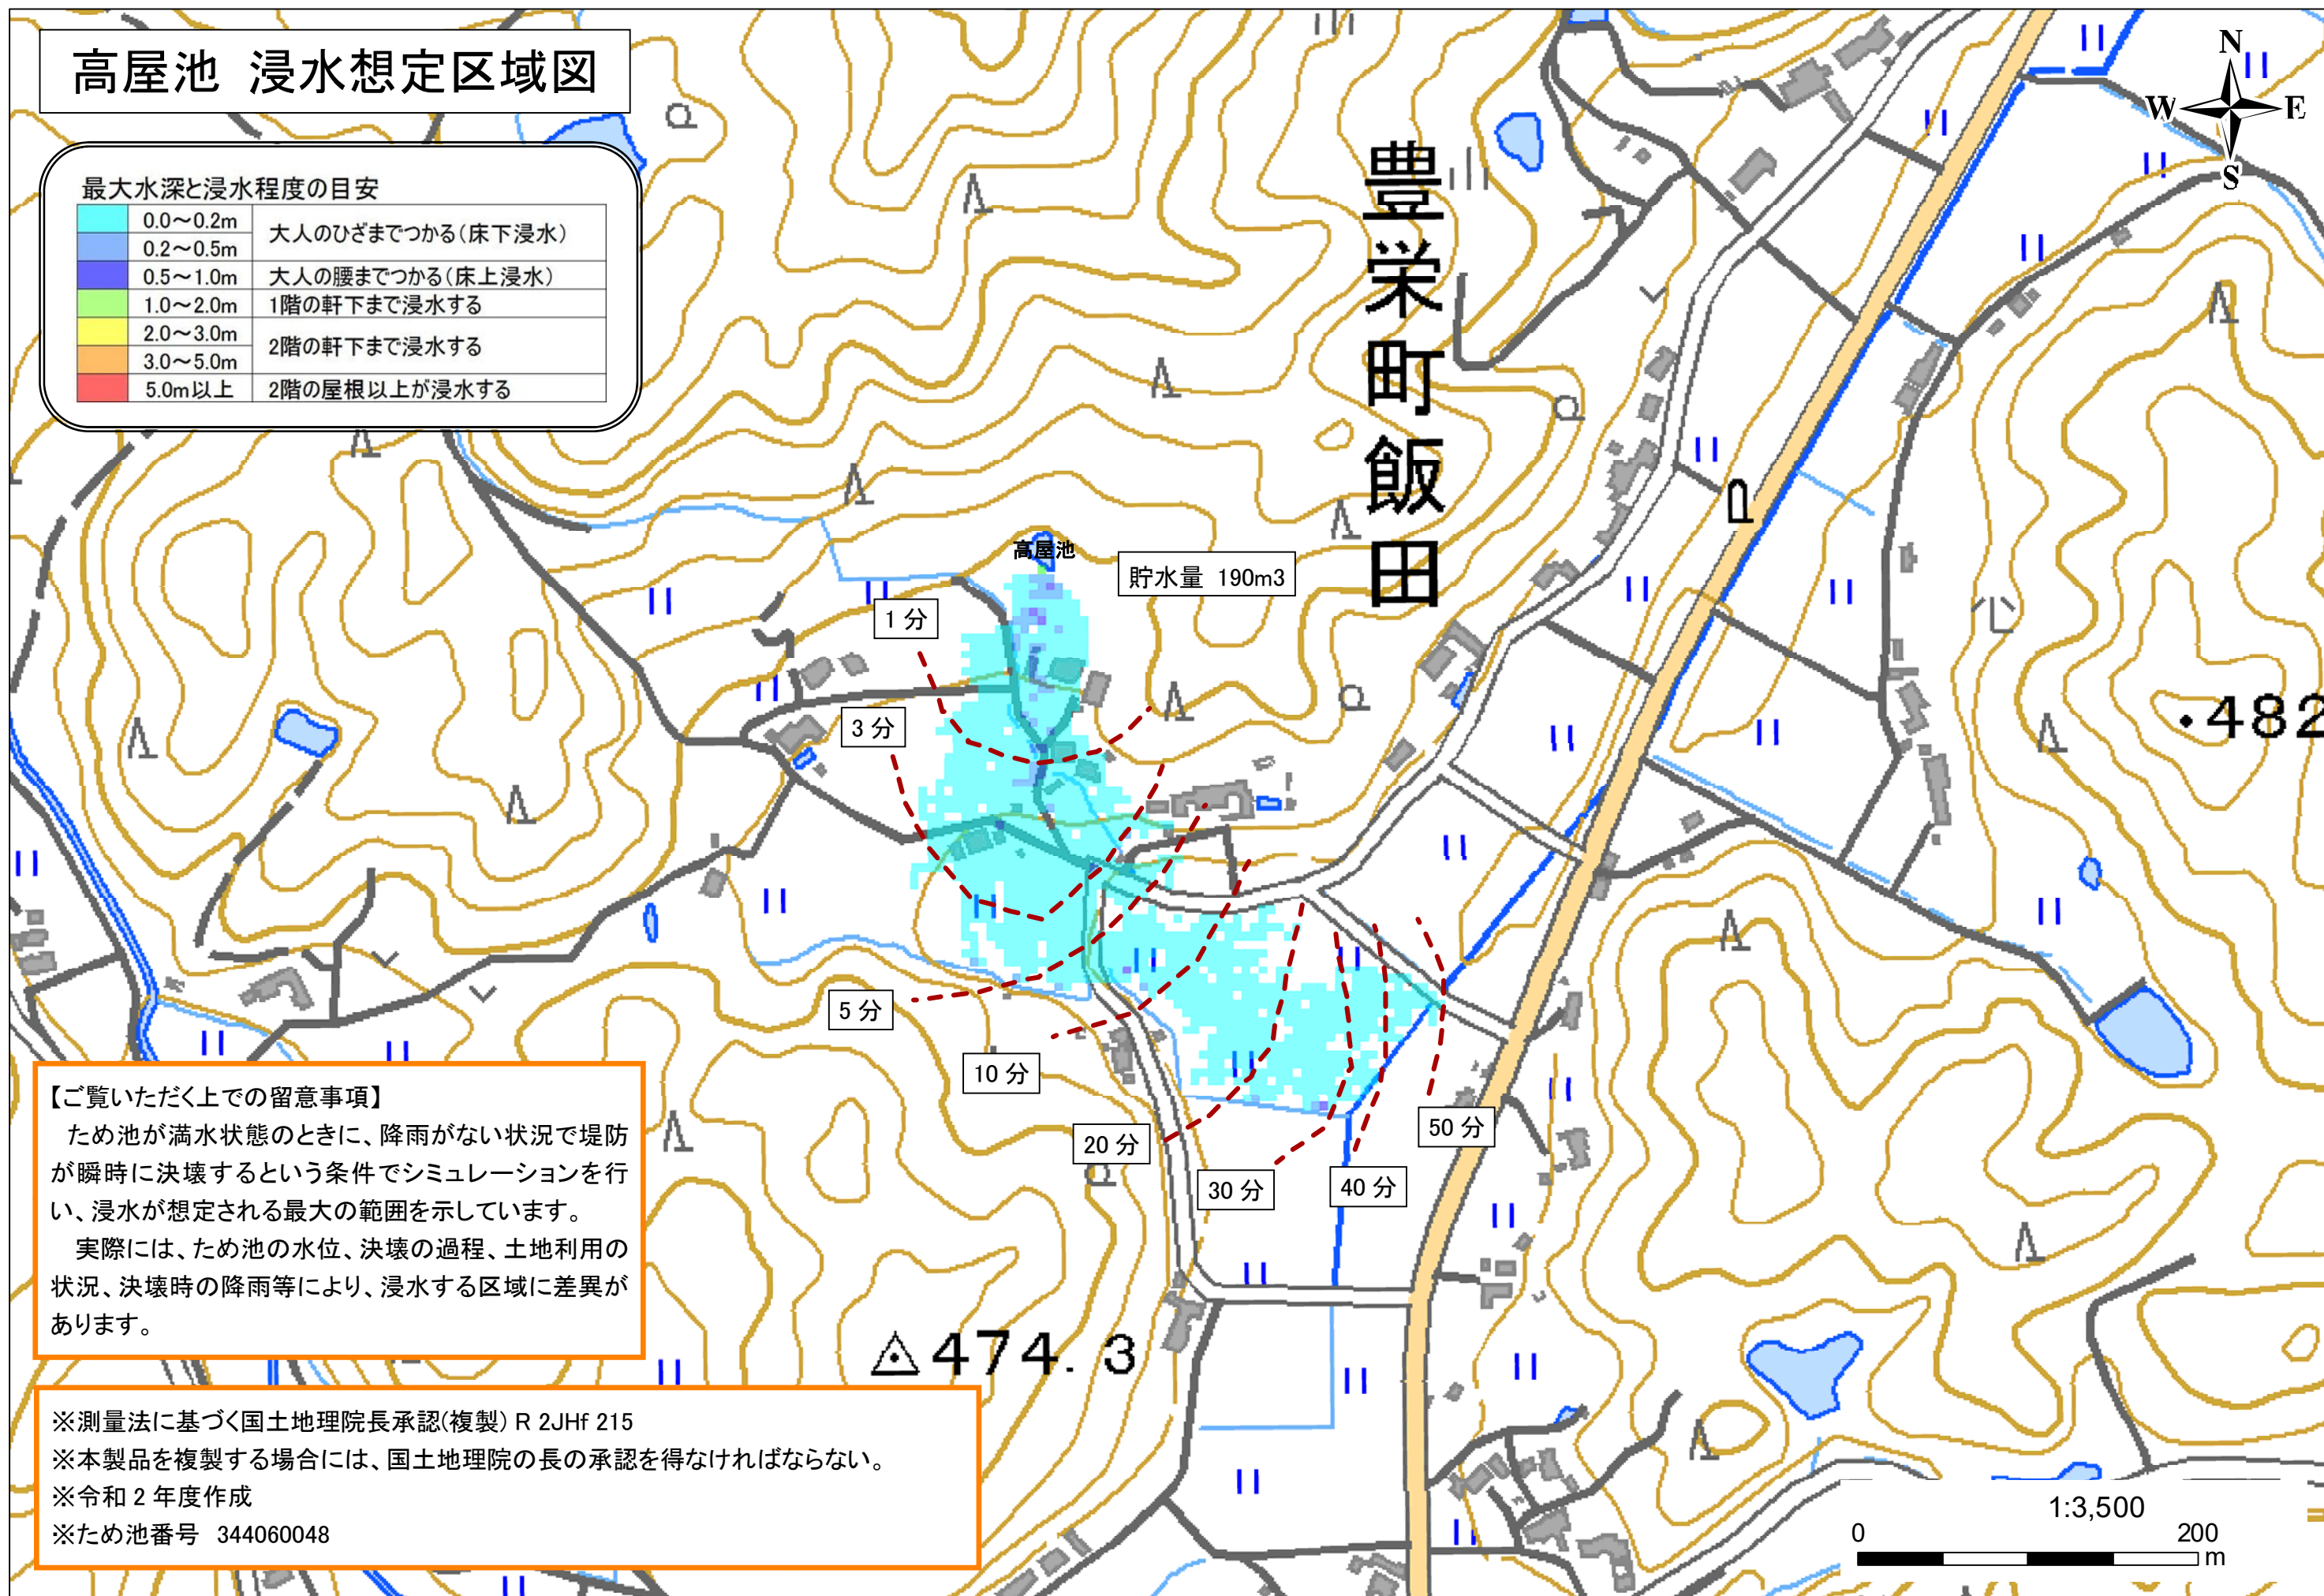 高屋池 浸水想定区域図
N
W
E
S
最大水深と浸水程度の目安
0.0～0.2m
大人のひざまでつかる(床下浸水)
0.2～0.5m
0.5～1.0m 大人の腰までつかる(床上浸水)
1.0～2.0m 1階の軒下まで浸水する
2.0～3.0m
2階の軒下まで浸水する
3.0～5.0m
5.0m以上 2階の屋根以上が浸水する
豊栄町飯田
高屋池
貯水量 190m3
1 分
3 分
5 分
10 分
20 分
30 分
40 分
50 分
482
474.3
【ご覧いただく上での留意事項】
ため池が満水状態のときに、降雨がない状況で堤防
が瞬時に決壊するという条件でシミュレーションを行
い、浸水が想定される最大の範囲を示しています。
実際には、ため池の水位、決壊の過程、土地利用の
状況、決壊時の降雨等により、浸水する区域に差異が
あります。
※測量法に基づく国土地理院長承認(複製) R 2JHf 215
※本製品を複製する場合には、国土地理院の長の承認を得なければならない。
※令和 2 年度作成
※ため池番号 344060048
1:3,500
0 200
m